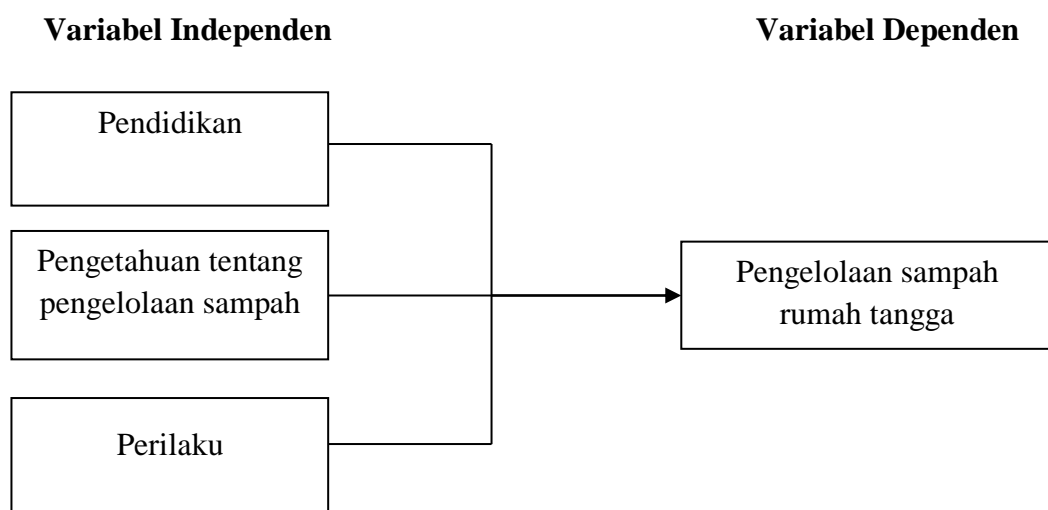 Variabel Independen
Variabel Dependen
Pendidikan
Pengetahuan tentang
pengelolaan sampah
Perilaku
Pengelolaan sampah
rumah tangga